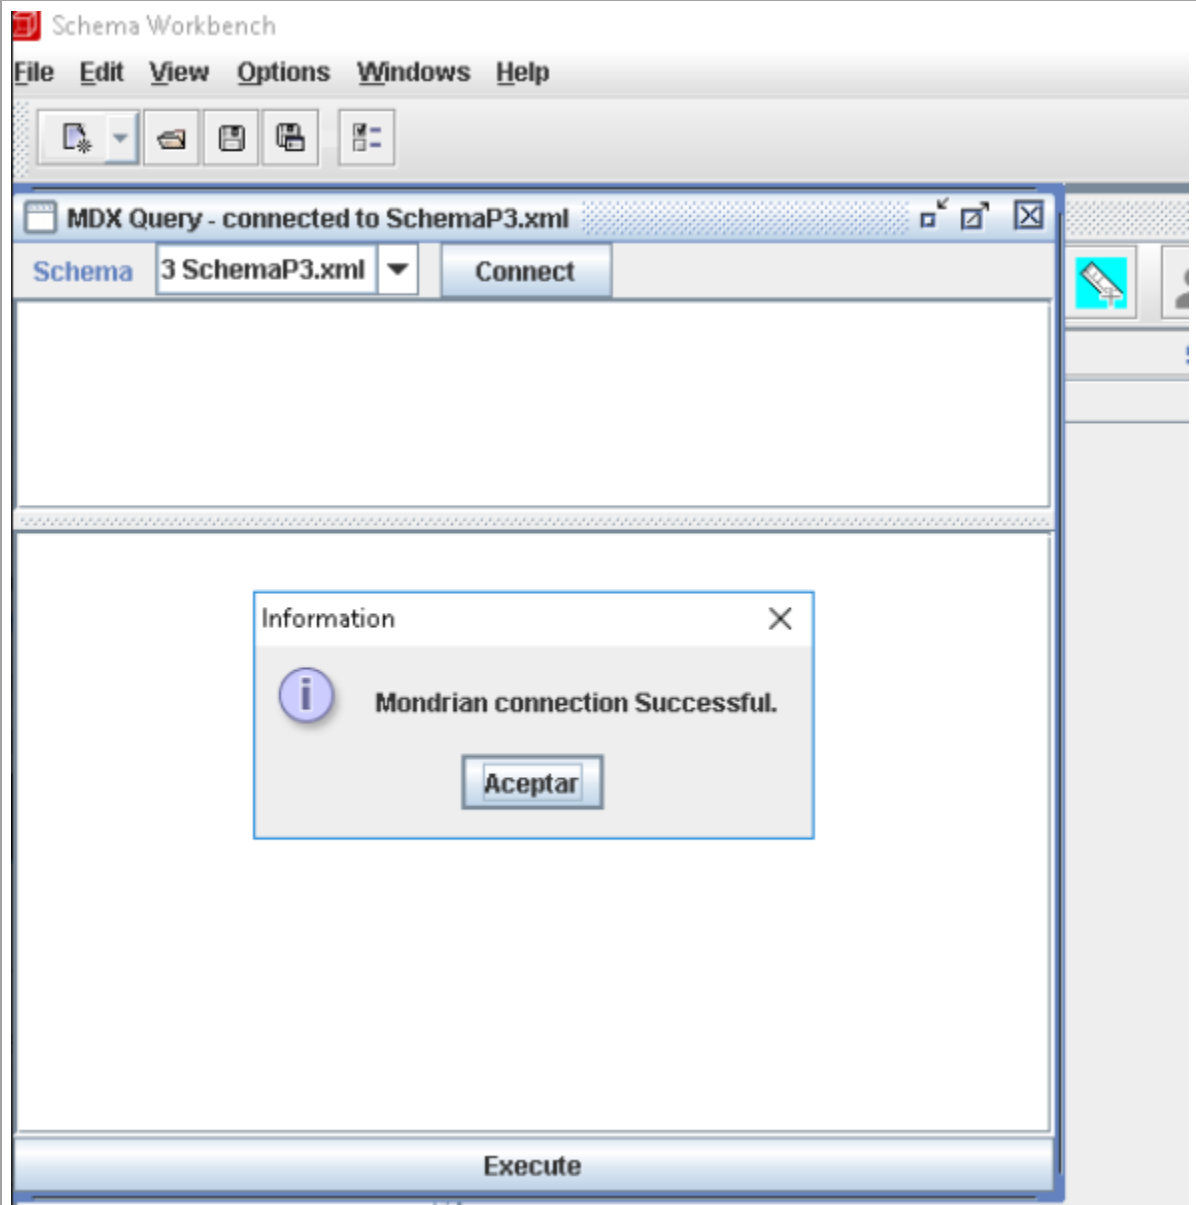 Schema Workbench
File Edit View Options Windows Help
MDX Query - connected to SchemaP3.xml
Schema 3 SchemaP3.xml Connect
Information
i
Mondrian connection Successful.
Aceptar
Execute